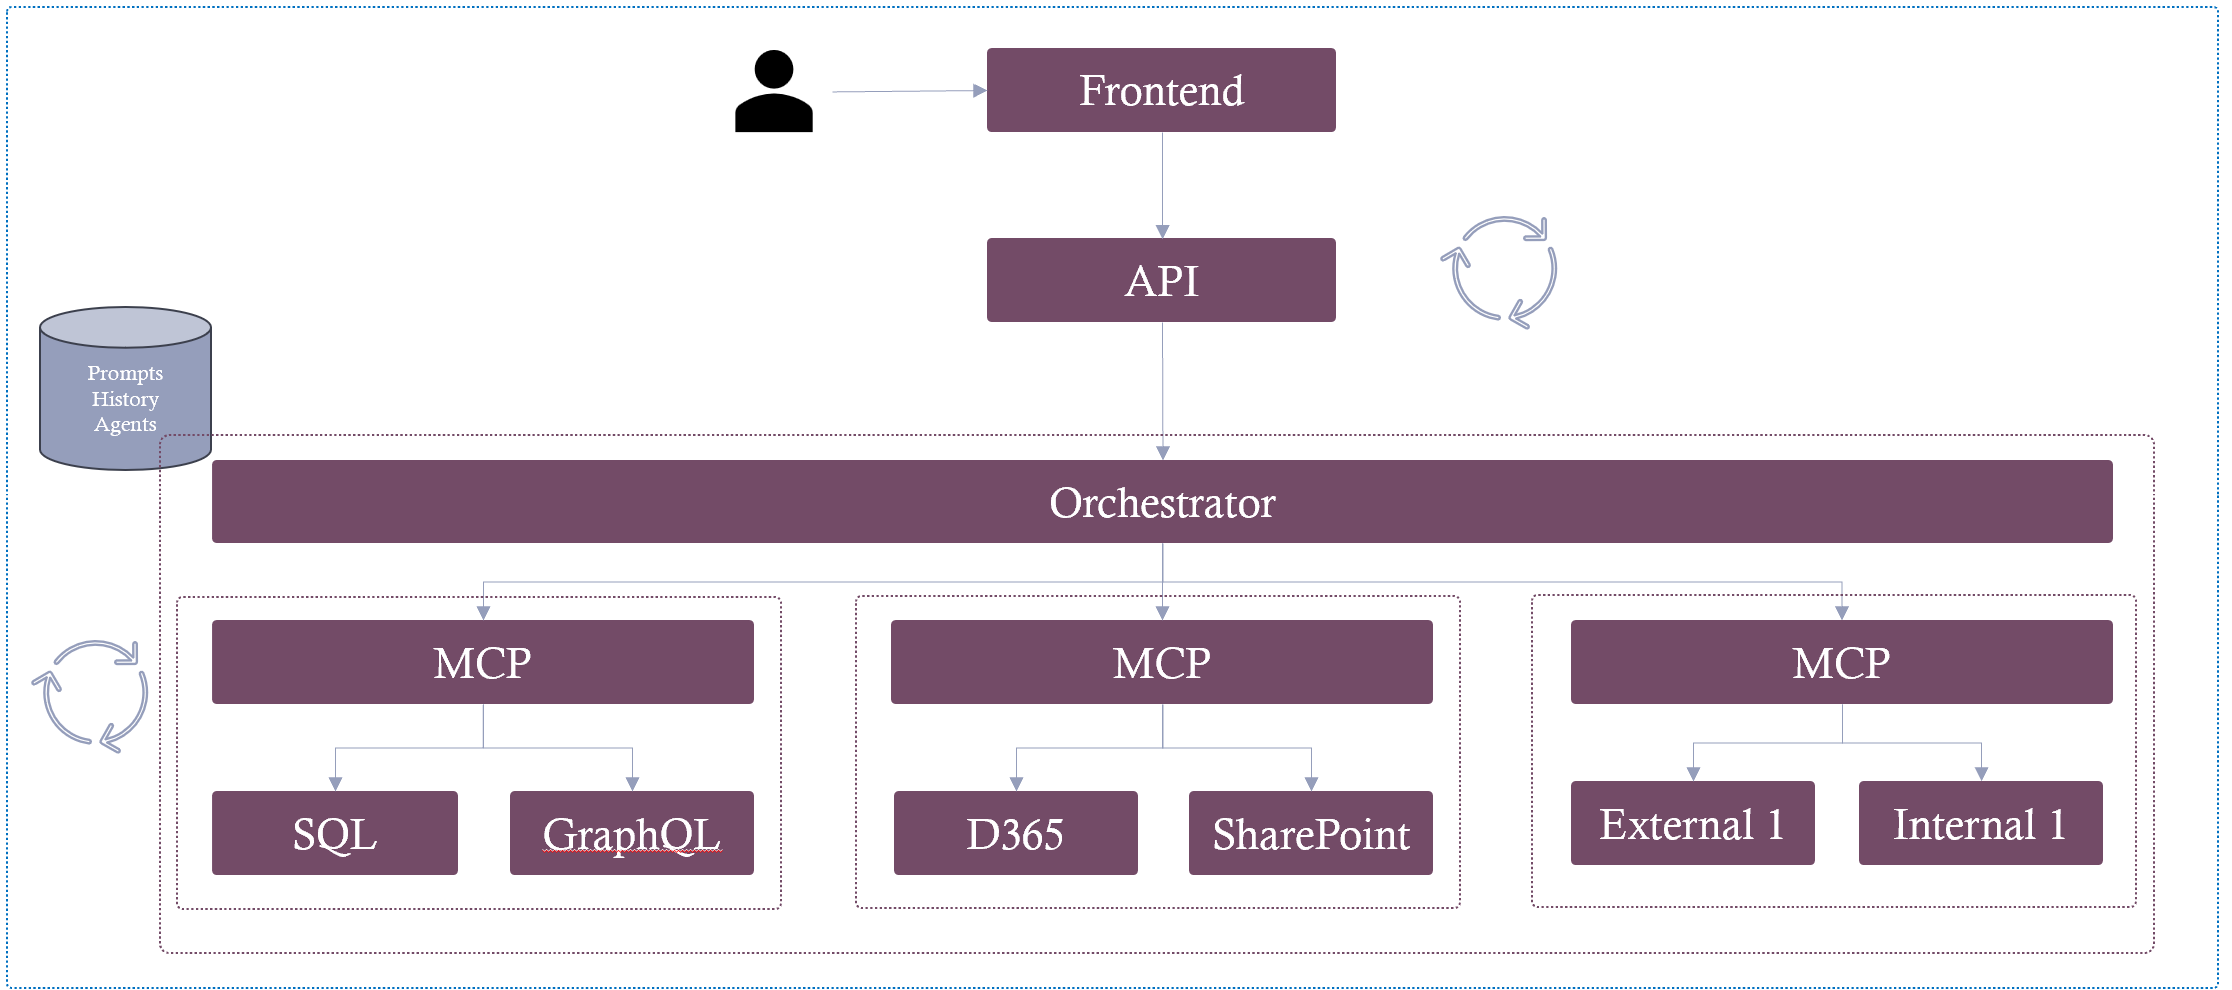 Frontend
API
Prompts
History
Agents
Orchestrator
MCP
MCP
MCP
SQL
GraphQL
D365
SharePoint
External 1
Internal 1